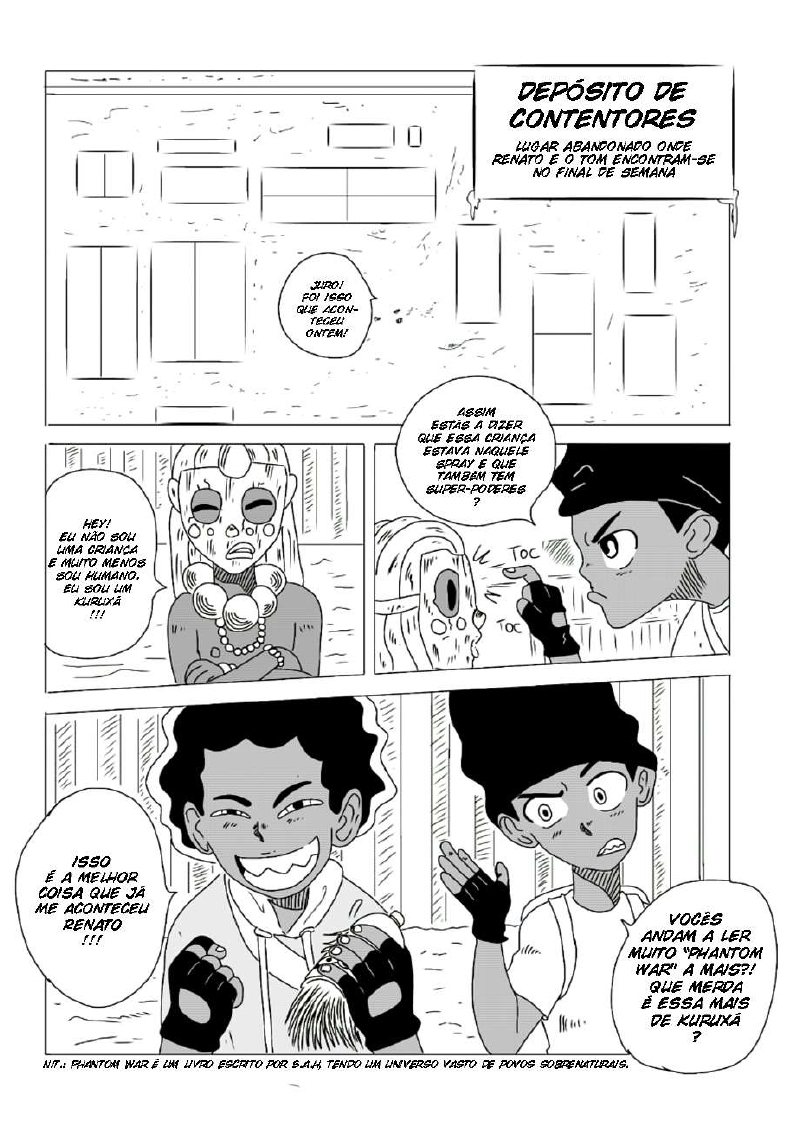 DEPÓSITO DE
CONTENTORES
LUGAR ABANDONADO ONDE
RENATO E O TOM ENCONTRAM-SE
NO FINAL DE SEMANA
JURO!
FOI ISSO
QUE ACON-
TECEU
ONTEM!
HEY!
EU NÃO SOU
UMA CRIANÇA
E MUITO MENOS
SOU HUMANO.
EU SOU UM
KURUXÁ
!!!
ASSIM
ESTÁS A DIZER
QUE ESSA CRIANÇA
ESTAVA NAQUELE
SPRAY E QUE
TAMBÉM TEM
SUPER-PODERES
?
TOC
TOC
ISSO
É A MELHOR
COISA QUE JÁ
ME ACONTECEU
RENATO
!!!
VOCÊS
ANDAM A LER
MUITO "PHANTOM
WAR" A MAIS?!
QUE MERDA
É ESSA MAIS
DE KURUXÁ
?
N/T.: PHANTOM WAR É UM LIVRO ESCRITO POR S.A.H, TENDO UM UNIVERSO VASTO DE POVOS SOBRENATURAIS.